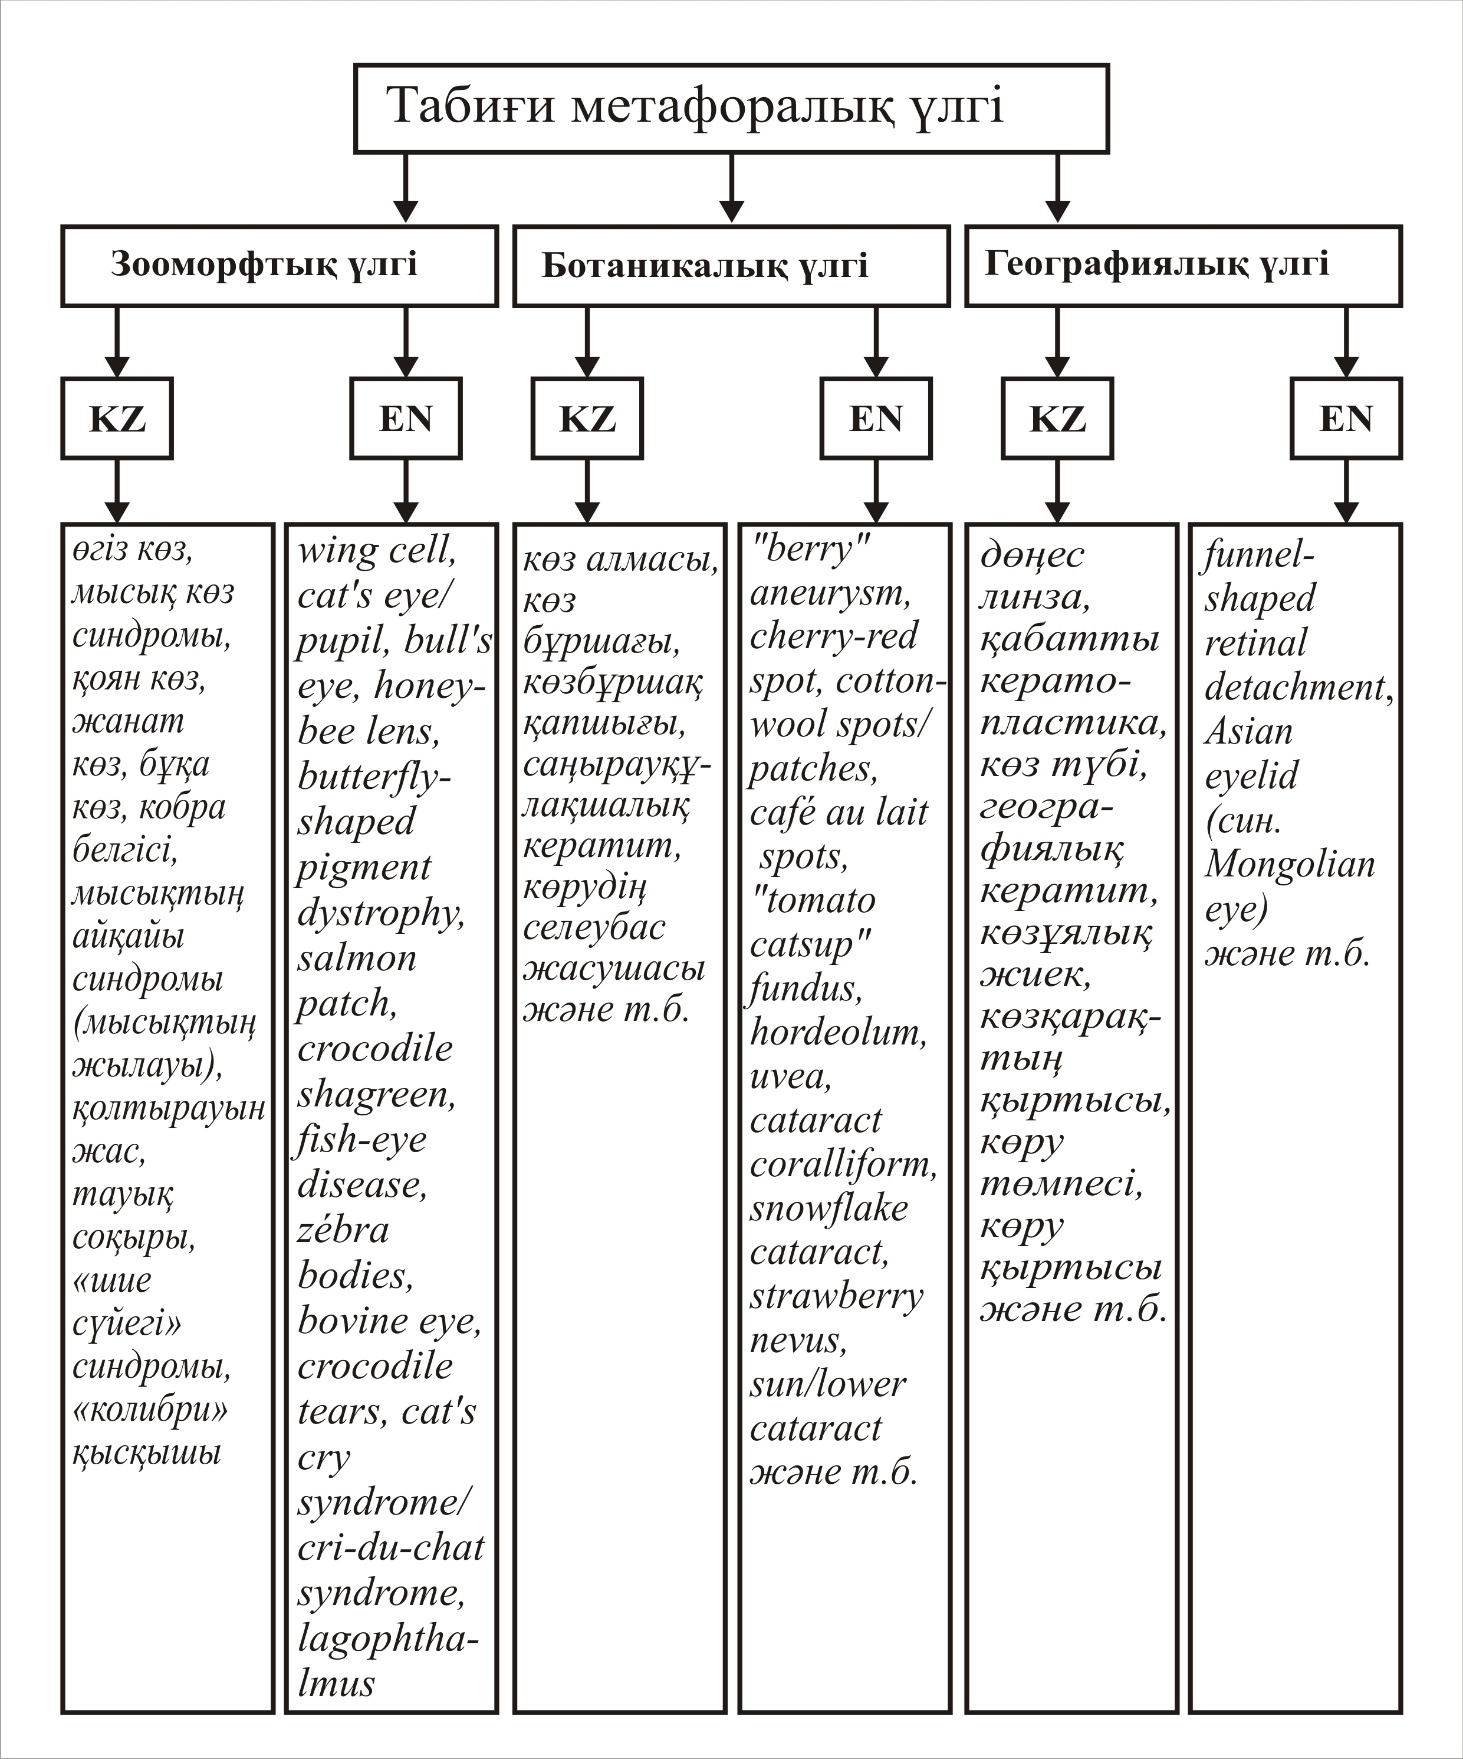 Табиғи метафоралық үлгі
Зооморфтық үлгі
Ботаникалық үлгі
Географиялық үлгі
KZ
EN
KZ
EN
KZ
EN
өгіз көз,
мысық көз
синдромы,
қоян көз,
жанат
көз, бұқа
көз, кобра
белгісі,
мысықтың
айқайы
синдромы
(мысықтың
жылауы),
қолтырауын
жас,
тауық
соқыры,
«шие
сүйегі»
синдромы,
«колибри»
қысқышы
wing cell,
cat's eye/
pupil, bull's
eye, honey-
bee lens,
butterfly-
shaped
pigment
dystrophy,
salmon
patch,
crocodile
shagreen,
fish-eye
disease,
zébra
bodies,
bovine eye,
crocodile
tears, cat's
cry
syndrome/
cri-du-chat
syndrome,
lagophtha-
lmus
көз алмасы,
көз
бұршағы,
көзбұршақ
қапшығы,
саңырауқұ-
лақшалық
кератит,
көрудің
селеубас
жасушасы
және т.б.
"berry"
aneurysm,
cherry-red
spot, cotton-
wool spots/
patches,
café au lait
spots,
"tomato
catsup"
fundus,
hordeolum,
uvea,
cataract
coralliform,
snowflake
cataract,
strawberry
nevus,
sun/lower
cataract
және т.б.
дөңес
линза,
қабатты
керато-
пластика,
көз түбі,
геогра-
фиялық
кератит,
көзұялық
жиек,
көзқарақ-
тың
қыртысы,
көру
төмпесі,
көру
қыртысы
және т.б.
funnel-
shaped
retinal
detachment,
Asian
eyelid
(син.
Mongolian
eye)
және т.б.